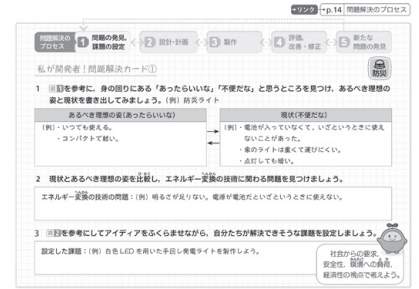 リンク p.14 問題解決のプロセス
問題解決の
プロセス
1 問題の発見、
課題の設定
2 設計・計画
3 製作
4 評価、
改善・修正
5 新たな
問題の発見
私が開発者!問題解決カード①
防災
1 を参考に、身の回りにある「あったらいいな」「不便だな」と思うところを見つけ、あるべき理想の
姿と現状を書き出してみましょう。(例)防災ライト
あるべき理想の姿(あったらいいな)
(例)・いつでも使える。
・コンパクトで軽い。
現状(不便だな)
(例)・電池が入っていなくて、いざというときに使え
ないことがあった。
・家のライトは重くて運びにくい。
・点灯しても暗い。
2 現状とあるべき理想の姿を比較し、エネルギー変換の技術に関わる問題を見つけましょう。
エネルギー変換の技術の問題:(例)明るさが足りない。電源が電池だといざというときに使えない。
3 を参考にしてアイディアをふくらませながら、自分たちが解決できそうな課題を設定しましょう。
設定した課題:(例)白色LEDを用いた手回し発電ライトを製作しよう。
社会からの要求、
安全性、環境への負荷、
経済性の視点で考えよう。